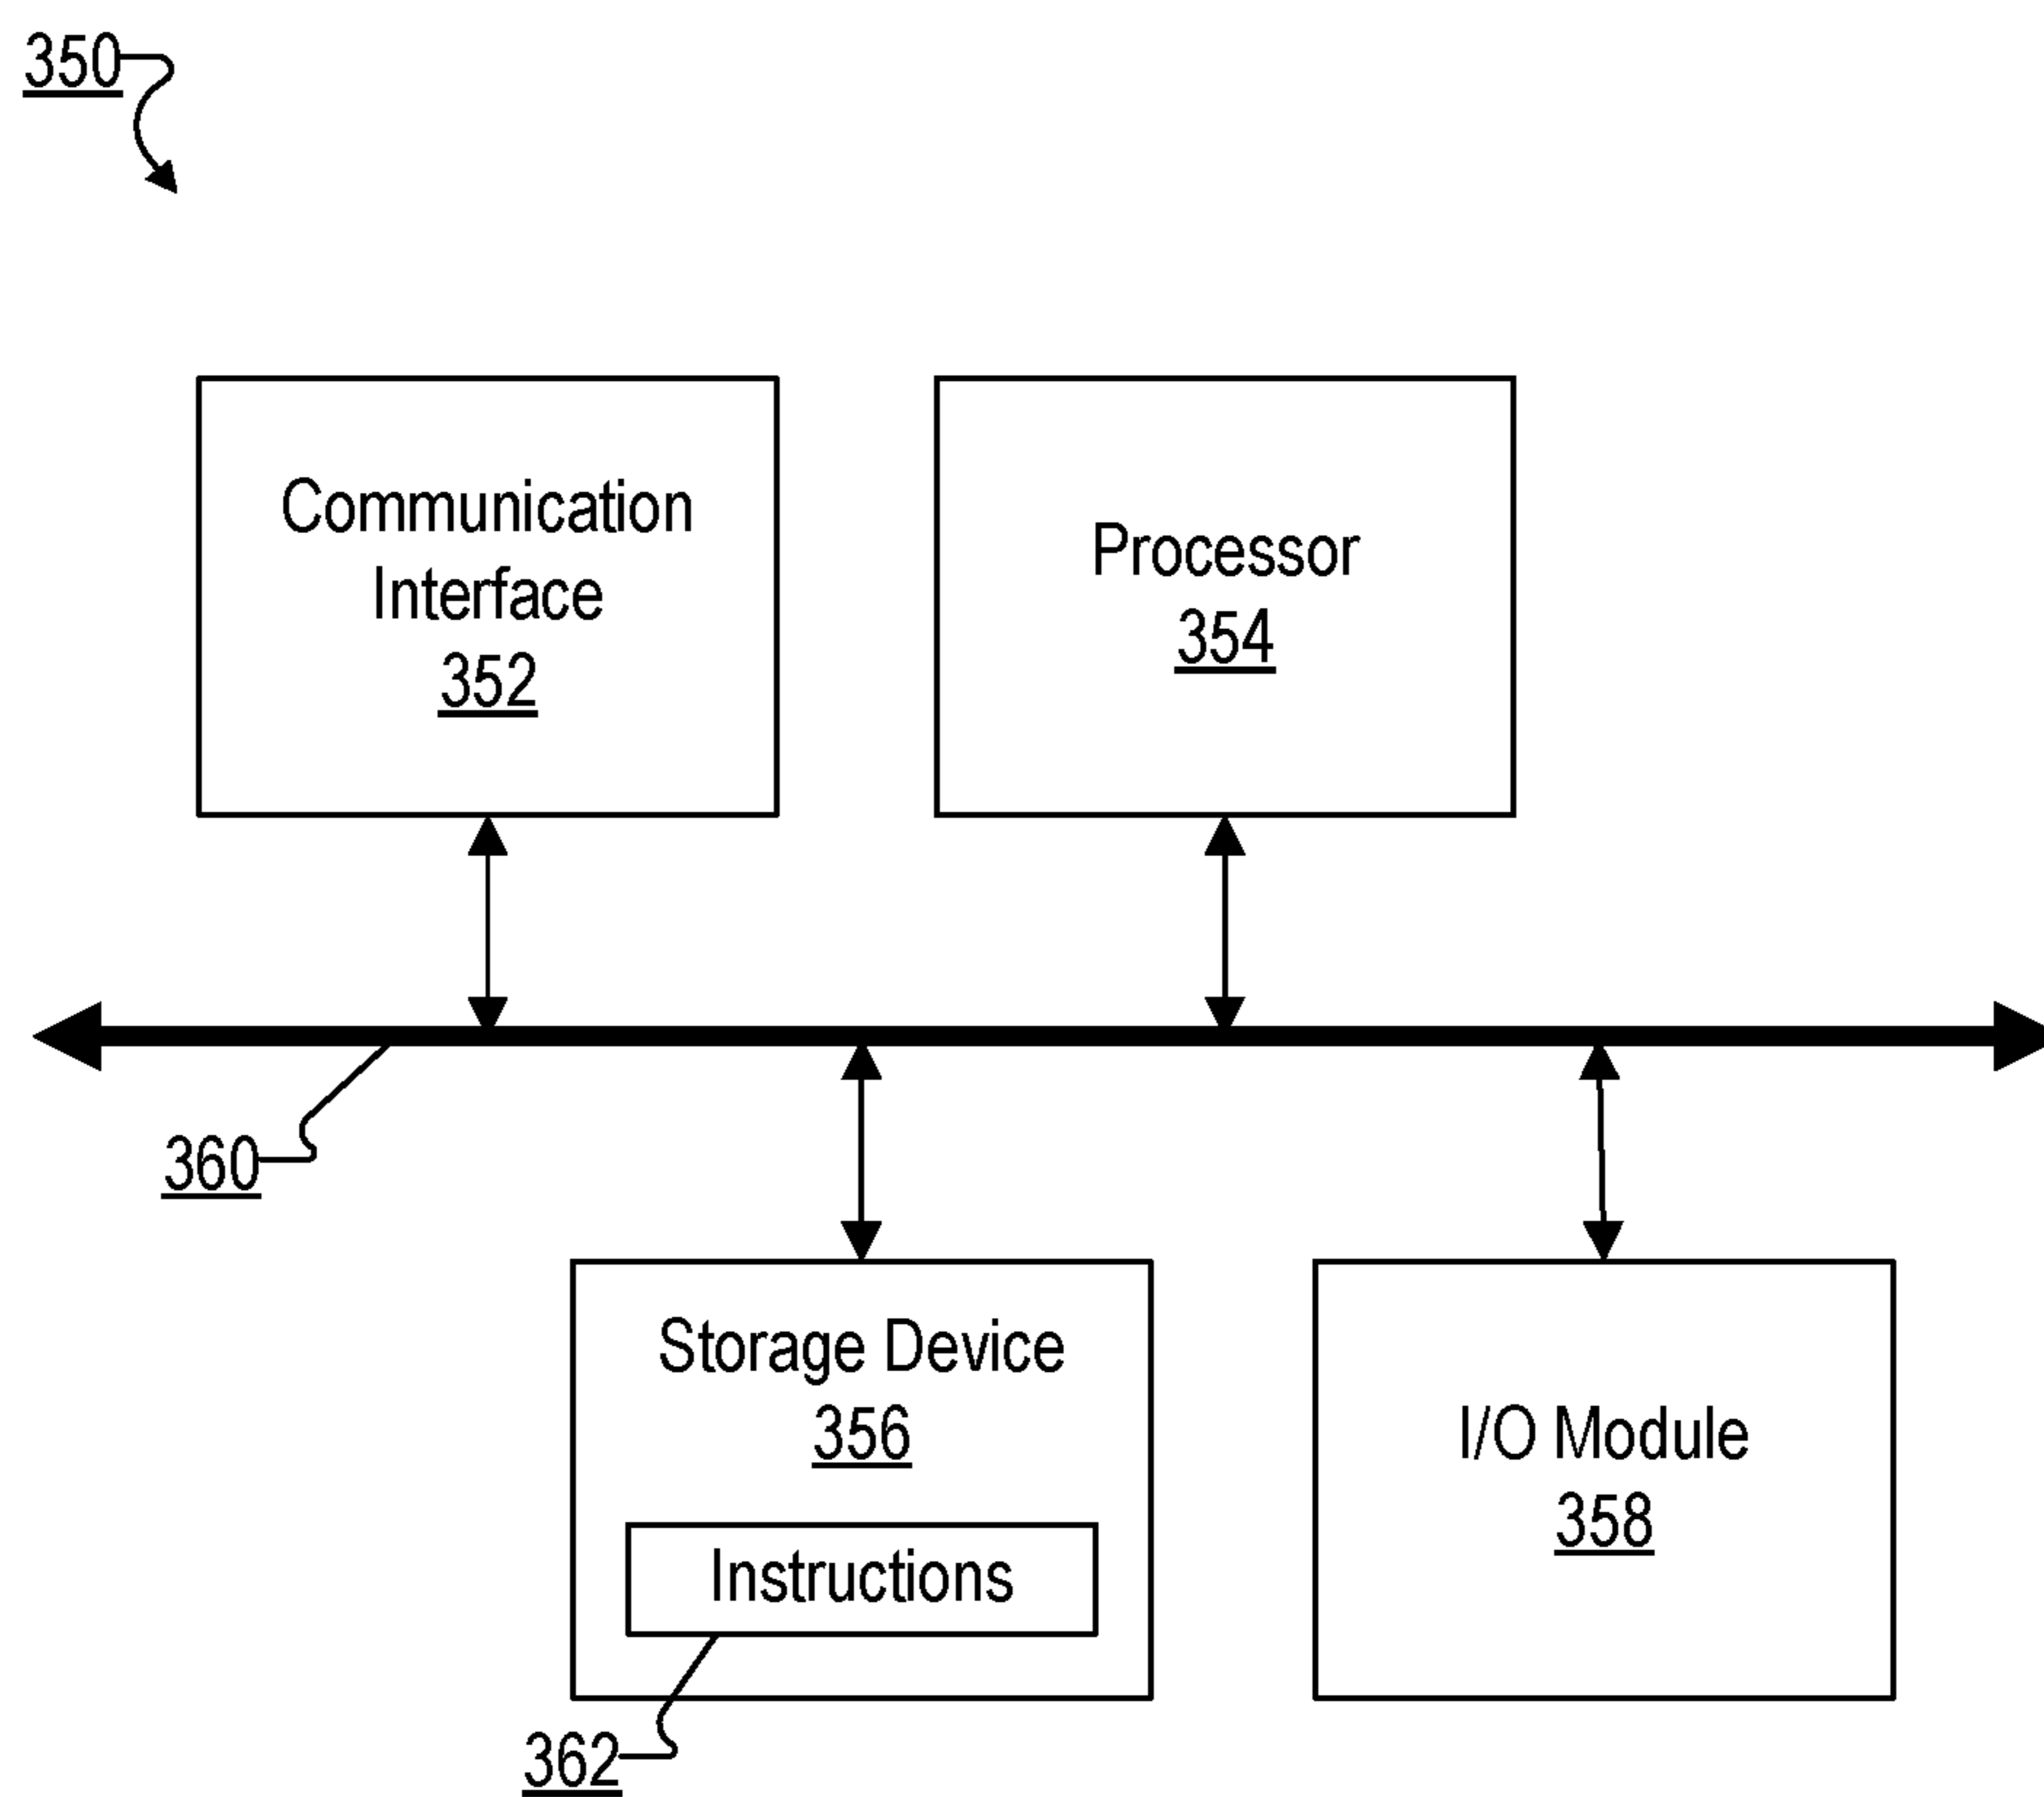 350
Communication
Interface
352
Processor
354
360
Storage Device
356
Instructions
362
I/O Module
358